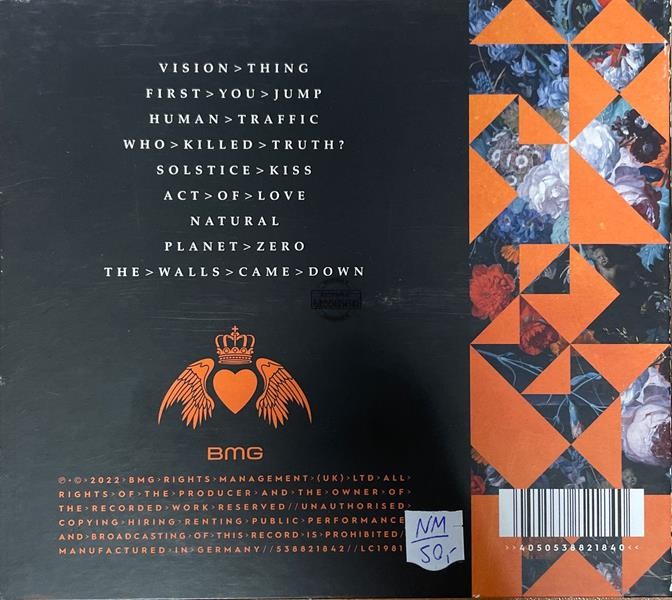 VISION>THING
FIRST>YOU>JUMP
HUMAN>TRAFFIC
WHO>KILLED>TRUTH?
SOLSTICE>KISS
ACT>OF>LOVE
NATURAL
PLANET>ZERO
THE>WALLS>CAME>DOWN
BMG
℗·©>2022>BMG>RIGHTS>MANAGEMENT>(UK)>LTD>ALL>
RIGHTS>OF>THE>PRODUCER>AND>THE>OWNER>OF>
THE>RECORDED>WORK>RESERVED//UNAUTHORISED>
COPYING>HIRING>RENTING>PUBLIC>PERFORMANCE>
AND>BROADCASTING>OF>THIS>RECORD>IS>PROHIBITED/
MANUFACTURED>IN>GERMANY//538821842//LC1981
NM
50,-
>>4050538821840<<